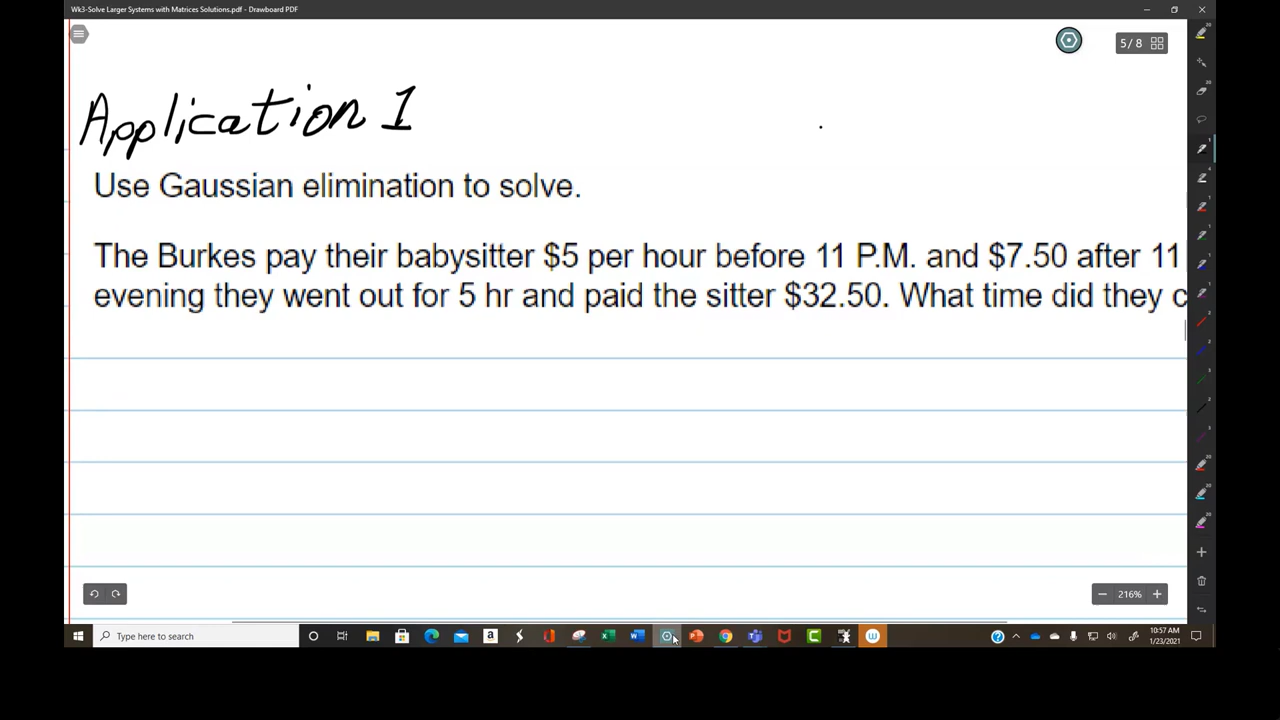 Wk3-Solve Larger Systems with Matrices Solutions.pdf - Drawboard PDF
5 / 8
Application 1
Use Gaussian elimination to solve.
The Burkes pay their babysitter $5 per hour before 11 P.M. and $7.50 after 11
evening they went out for 5 hr and paid the sitter $32.50. What time did they c
216%
Type here to search
10:57 AM
1/23/2021